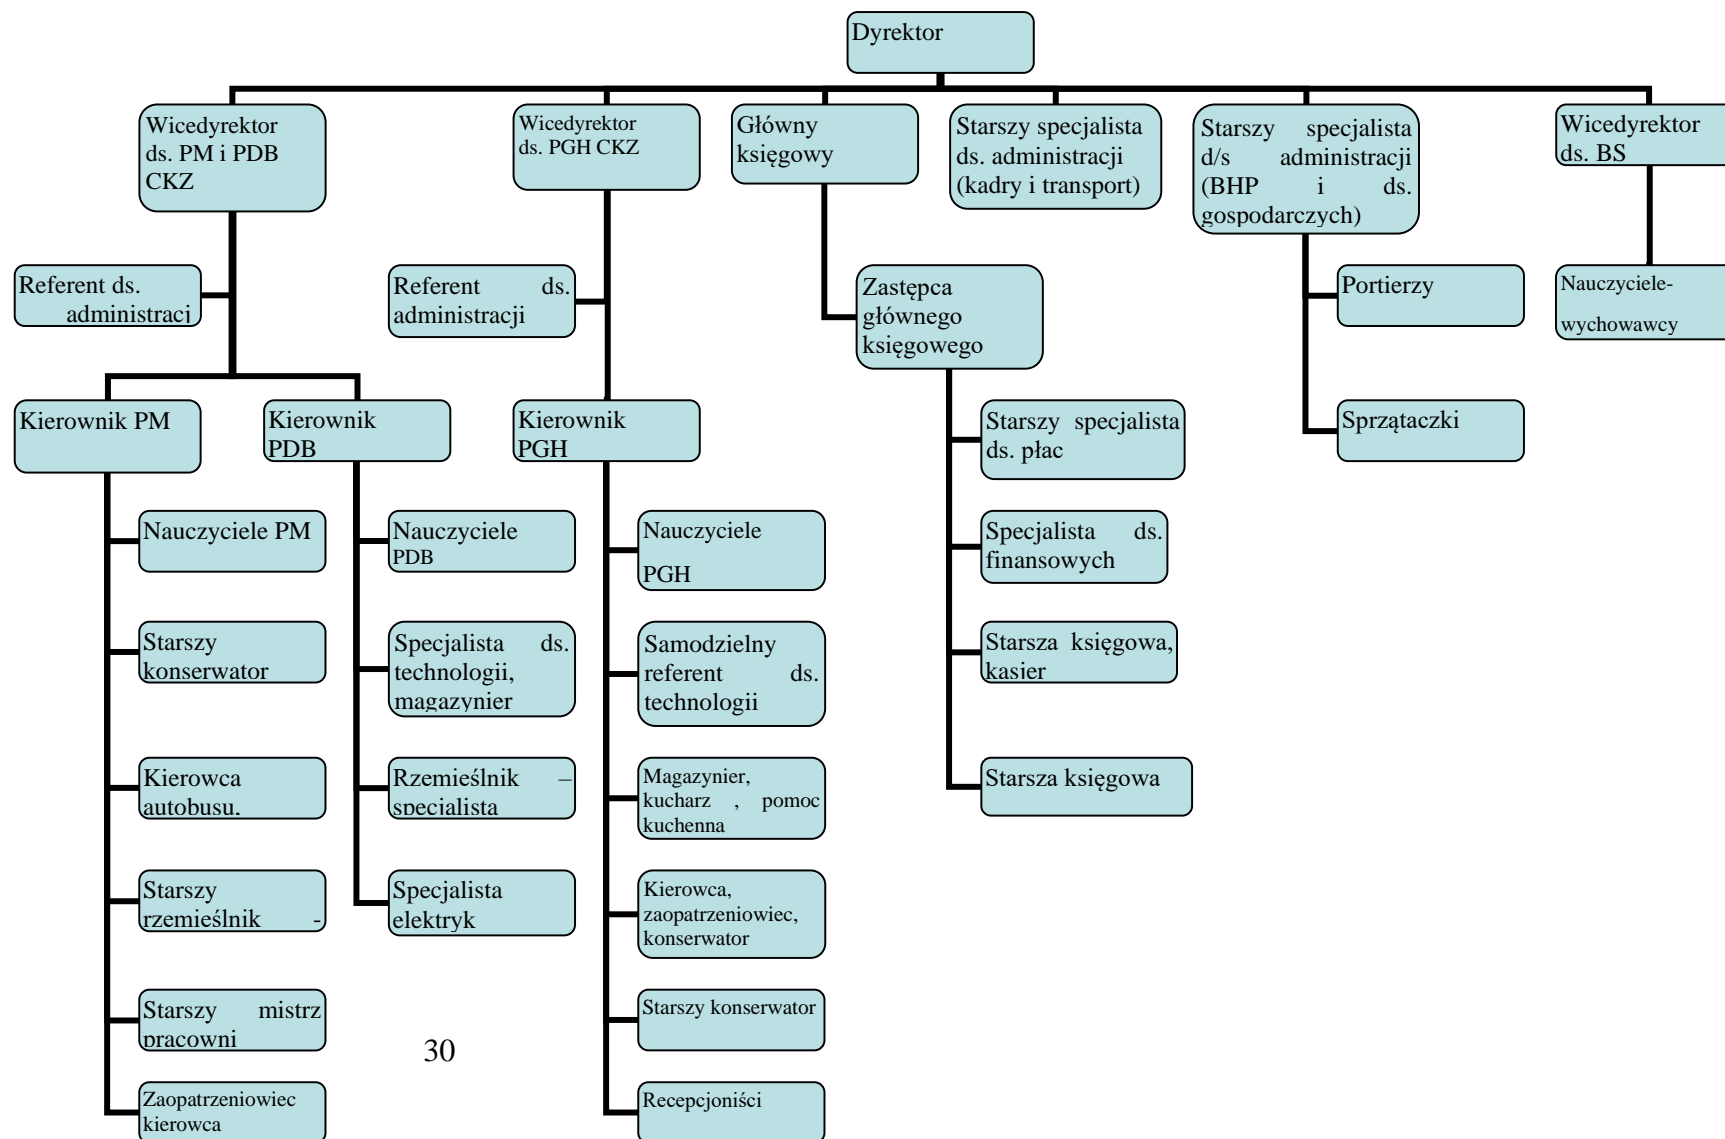 Dyrektor
Wicedyrektor
ds. PM i PDB
CKZ
Wicedyrektor
ds. PGH CKZ
Główny
księgowy
Starszy specjalista
ds. administracji
(kadry i transport)
Starszy specjalista
d/s administracji
(BHP i ds.
gospodarczych)
Wicedyrektor
ds. BS
Referent ds.
administracj
Referent ds.
administracji
Zastępca
głównego
księgowego
Portierzy
Nauczyciele-
wychowawcy
Kierownik PM
Kierownik
PDB
Kierownik
PGH
Starszy specjalista
ds. płac
Sprzątaczki
Nauczyciele PM
Nauczyciele
PDB
Nauczyciele
PGH
Specjalista ds.
finansowych
Starszy
konserwator
Specjalista ds.
technologii,
magazynier
Samodzielny
referent ds.
technologii
Starsza księgowa,
kasjer
Kierowca
autobusu,
Rzemieślnik –
specjalista
Magazynier,
kucharz , pomoc
kuchenna
Starsza księgowa
Starszy
rzemieślnik -
Specjalista
elektryk
Kierowca,
zaopatrzeniowiec,
konserwator
Starszy mistrz
pracowni
Starszy konserwator
30
Zaopatrzeniowiec
kierowca
Recepcjoniści